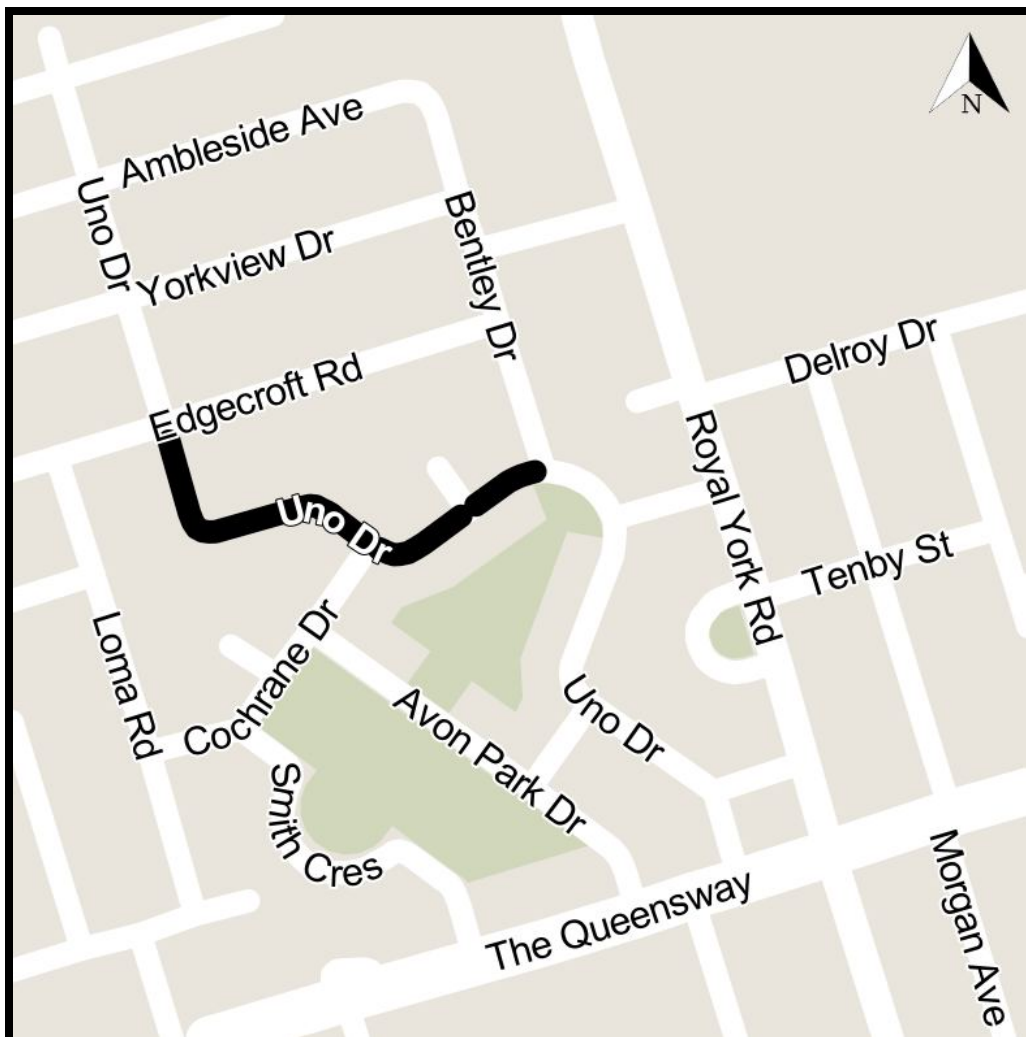 N
Ambleside Ave
Uno Dr
Yorkview Dr
Bentley Dr
Edgecroft Rd
Delroy Dr
Royal York Rd
Uno Dr
Tenby St
Loma Rd
Cochrane Dr
Avon Park Dr
Uno Dr
Smith Cres
The Queensway
Morgan Ave